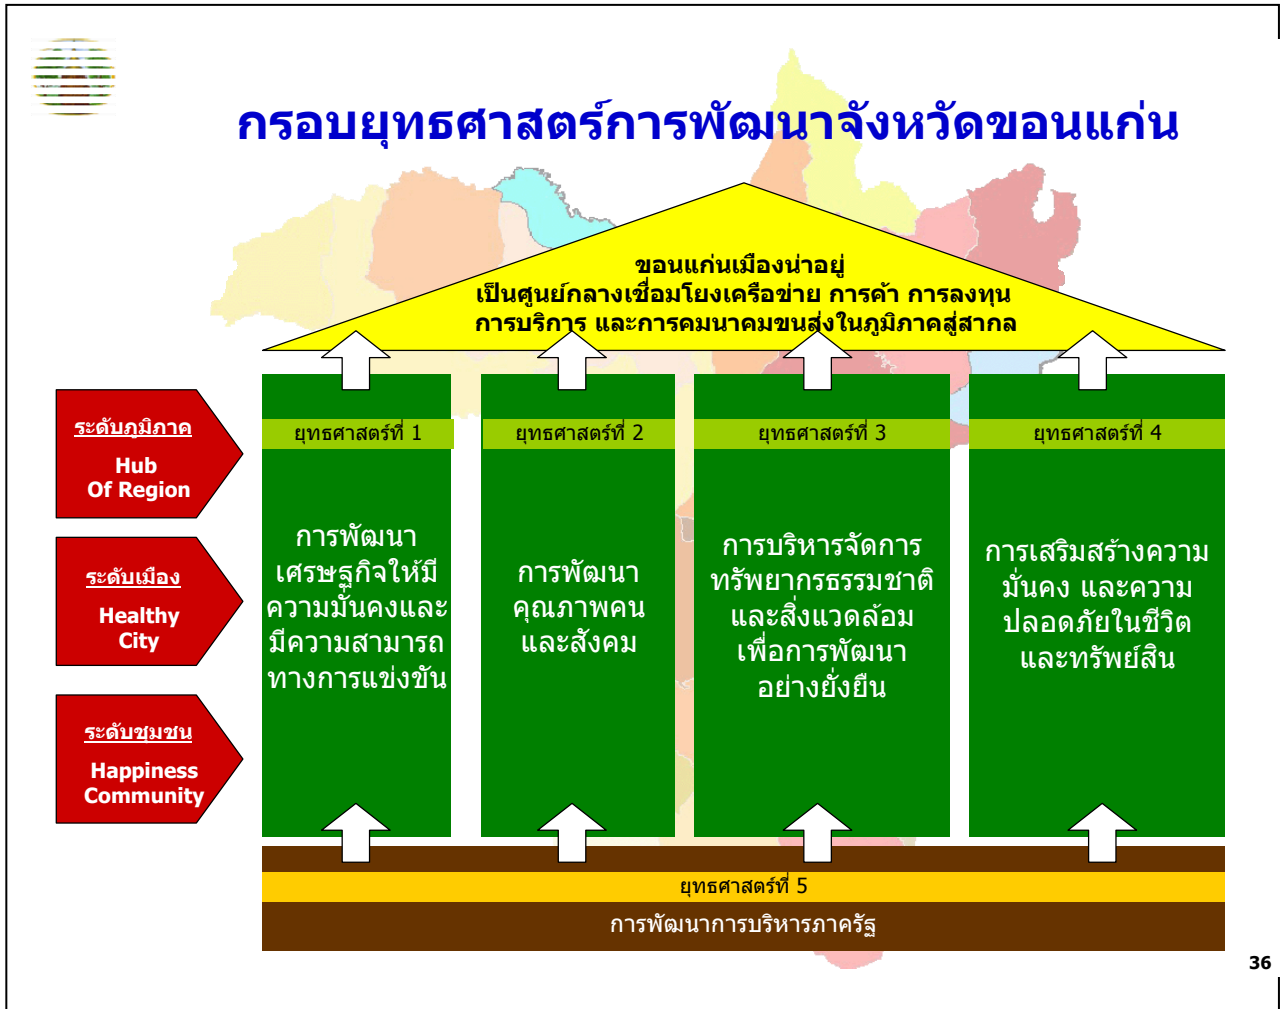 กรอบยุทธศาสตร์การพัฒนาจังหวัดขอนแก่น
ขอนแก่นเมืองน่าอยู่
เป็นศูนย์กลางเชื่อมโยงเครือข่าย การค้า การลงทุน
การบริการ และการคมนาคมขนส่งในภูมิภาคสู่สากล
ระดับภูมิภาค
Hub
Of Region
ระดับเมือง
Healthy
City
ระดับชุมชน
Happiness
Community
ยุทธศาสตร์ที่ 1
การพัฒนา
เศรษฐกิจให้มี
ความมั่นคงและ
มีความสามารถ
ทางการแข่งขัน
ยุทธศาสตร์ที่ 2
การพัฒนา
คุณภาพคน
และสังคม
ยุทธศาสตร์ที่ 3
การบริหารจัดการ
ทรัพยากรธรรมชาติ
และสิ่งแวดล้อม
เพื่อการพัฒนา
อย่างยั่งยืน
ยุทธศาสตร์ที่ 4
การเสริมสร้างความ
มั่นคง และความ
ปลอดภัยในชีวิต
และทรัพย์สิน
ยุทธศาสตร์ที่ 5
การพัฒนาการบริหารภาครัฐ
36